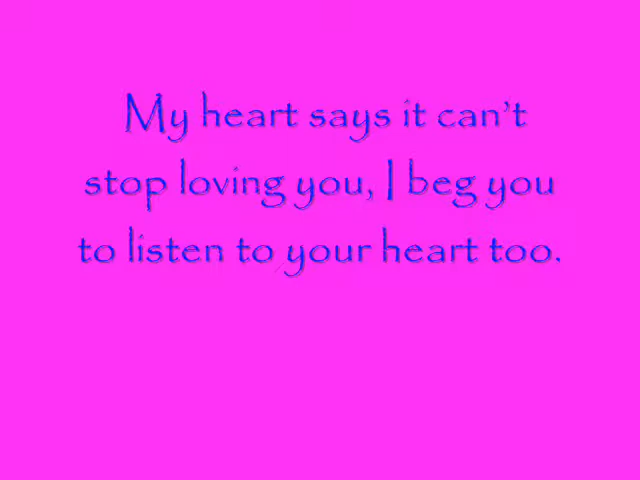 My heart says it can’t
stop loving you, I beg you
to listen to your heart too.